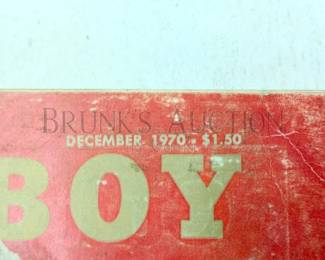 BRUNK'S AUCTION
DECEMBER 1970 • $1.50
BOY